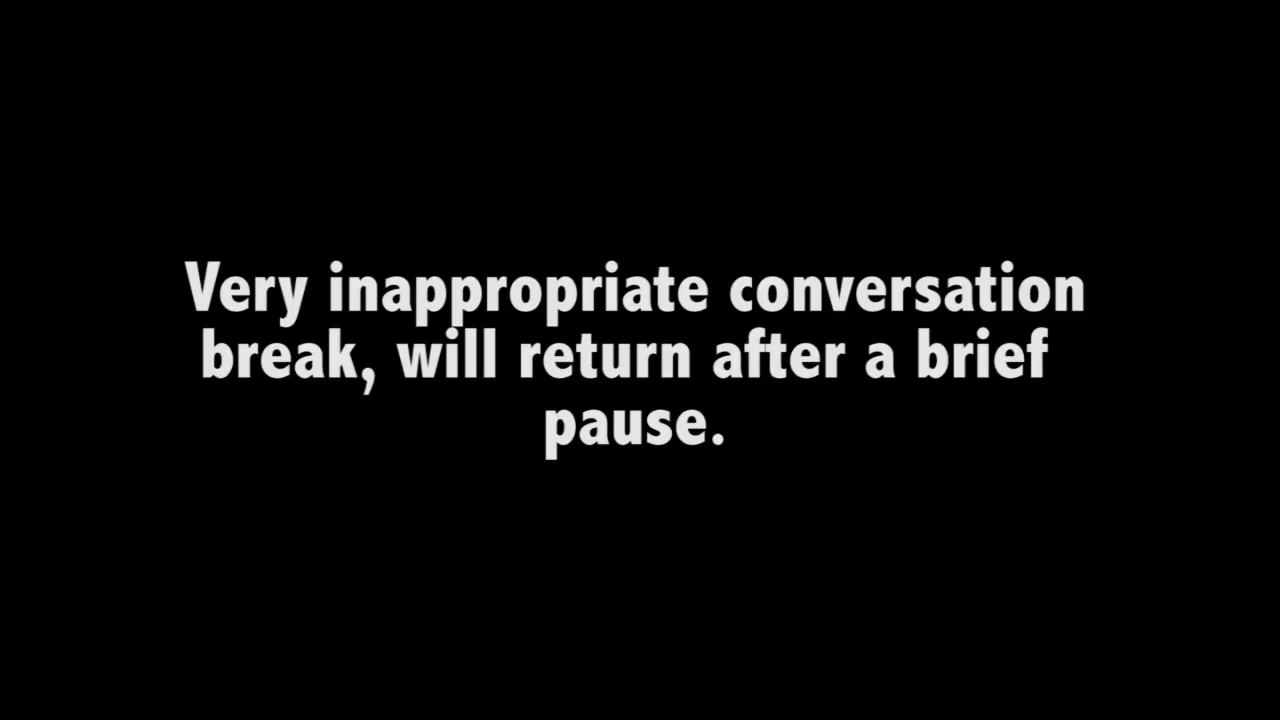 Very inappropriate conversation
break, will return after a brief
pause.